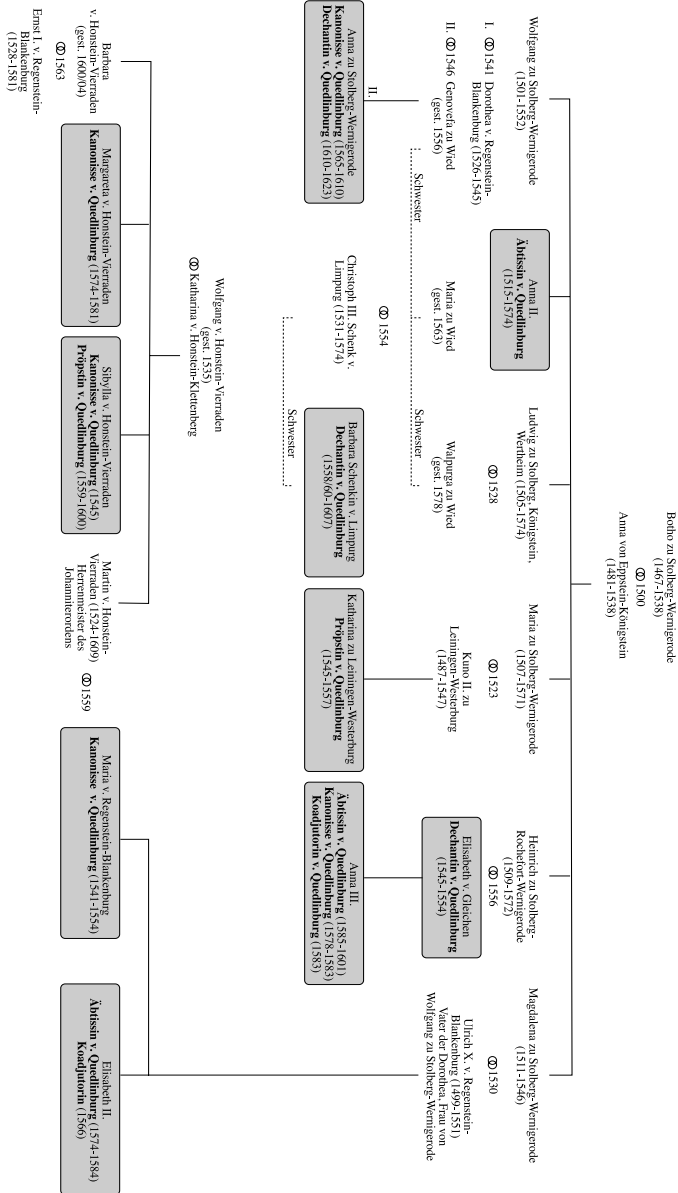 Botho zu Stolberg-Wernigerode
(1467-1538)
⚭ 1500
Anna von Eppstein-Königstein
(1481-1538)
Wolfgang zu Stolberg-Wernigerode
(1501-1552)
I. ⚭ 1541 Dorothea v. Regenstein-
Blankenburg (1526-1545)
II. ⚭ 1546 Genovefa zu Wied
(gest. 1556)
Anna II.
Äbtissin v. Quedlinburg
(1515-1574)
Ludwig zu Stolberg, Königstein,
Wertheim (1505-1574)
⚭ 1528
Walpurga zu Wied
(gest. 1578)
Maria zu Stolberg-Wernigerode
(1507-1571)
⚭ 1523
Kuno II. zu
Leiningen-Westerburg
(1487-1547)
Heinrich zu Stolberg-
Rochefort-Wernigerode
(1509-1572)
⚭ 1556
Elisabeth v. Gleichen
Dechantin v. Quedlinburg
(1545-1554)
Magdalena zu Stolberg-Wernigerode
(1511-1546)
⚭ 1530
Ulrich X. v. Regenstein-
Blankenburg (1499-1551)
Vater der Dorothea, Frau von
Wolfgang zu Stolberg-Wernigerode
Maria zu Wied
(gest. 1563)
Schwester
Schwester
⚭ 1554
Christoph III. Schenk v.
Limpurg (1531-1574)
II.
Anna zu Stolberg-Wernigerode
Kanonisse v. Quedlinburg (1565-1610)
Dechantin v. Quedlinburg (1610-1623)
Barbara Schenkin v. Limpurg
Dechantin v. Quedlinburg
(1558/60-1607)
Schwester
Katharina zu Leiningen-Westerburg
Pröpstin v. Quedlinburg
(1545-1557)
Anna III.
Äbtissin v. Quedlinburg (1585-1601)
Kanonisse v. Quedlinburg (1578-1583)
Koadjutorin v. Quedlinburg (1583)
Wolfgang v. Honstein-Vierraden
(gest. 1535)
⚭ Katharina v. Honstein-Klettenberg
Barbara
v. Honstein-Vierraden
(gest. 1600/04)
⚭ 1563
Ernst I. v. Regenstein-
Blankenburg
(1528-1581)
Margareta v. Honstein-Vierraden
Kanonisse v. Quedlinburg (1574-1581)
Sibylla v. Honstein-Vierraden
Kanonisse v. Quedlinburg (1545)
Pröpstin v. Quedlinburg (1559-1600)
Martin v. Honstein-
Vierraden (1524-1609)
Herrenmeister des
Johanniterordens
⚭ 1559
Maria v. Regenstein-Blankenburg
Kanonisse v. Quedlinburg (1541-1554)
Elisabeth II.
Äbtissin v. Quedlinburg (1574-1584)
Koadjutorin (1566)